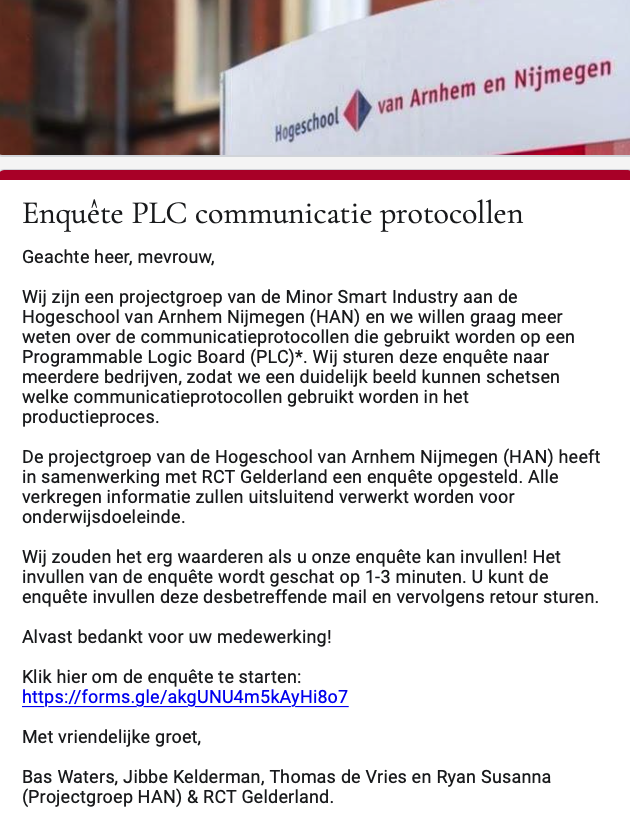 Hogeschool van Arnhem en Nijmegen
Enquête PLC communicatie protocollen
Geachte heer, mevrouw,
Wij zijn een projectgroep van de Minor Smart Industry aan de
Hogeschool van Arnhem Nijmegen (HAN) en we willen graag meer
weten over de communicatieprotocollen die gebruikt worden op een
Programmable Logic Board (PLC)*. Wij sturen deze enquête naar
meerdere bedrijven, zodat we een duidelijk beeld kunnen schetsen
welke communicatieprotocollen gebruikt worden in het
productieproces.
De projectgroep van de Hogeschool van Arnhem Nijmegen (HAN) heeft
in samenwerking met RCT Gelderland een enquête opgesteld. Alle
verkregen informatie zullen uitsluitend verwerkt worden voor
onderwijsdoeleinde.
Wij zouden het erg waarderen als u onze enquête kan invullen! Het
invullen van de enquête wordt geschat op 1-3 minuten. U kunt de
enquête invullen deze desbetreffende mail en vervolgens retour sturen.
Alvast bedankt voor uw medewerking!
Klik hier om de enquête te starten:
https://forms.gle/akgUNU4m5kAyHi8o7
Met vriendelijke groet,
Bas Waters, Jibbe Kelderman, Thomas de Vries en Ryan Susanna
(Projectgroep HAN) & RCT Gelderland.